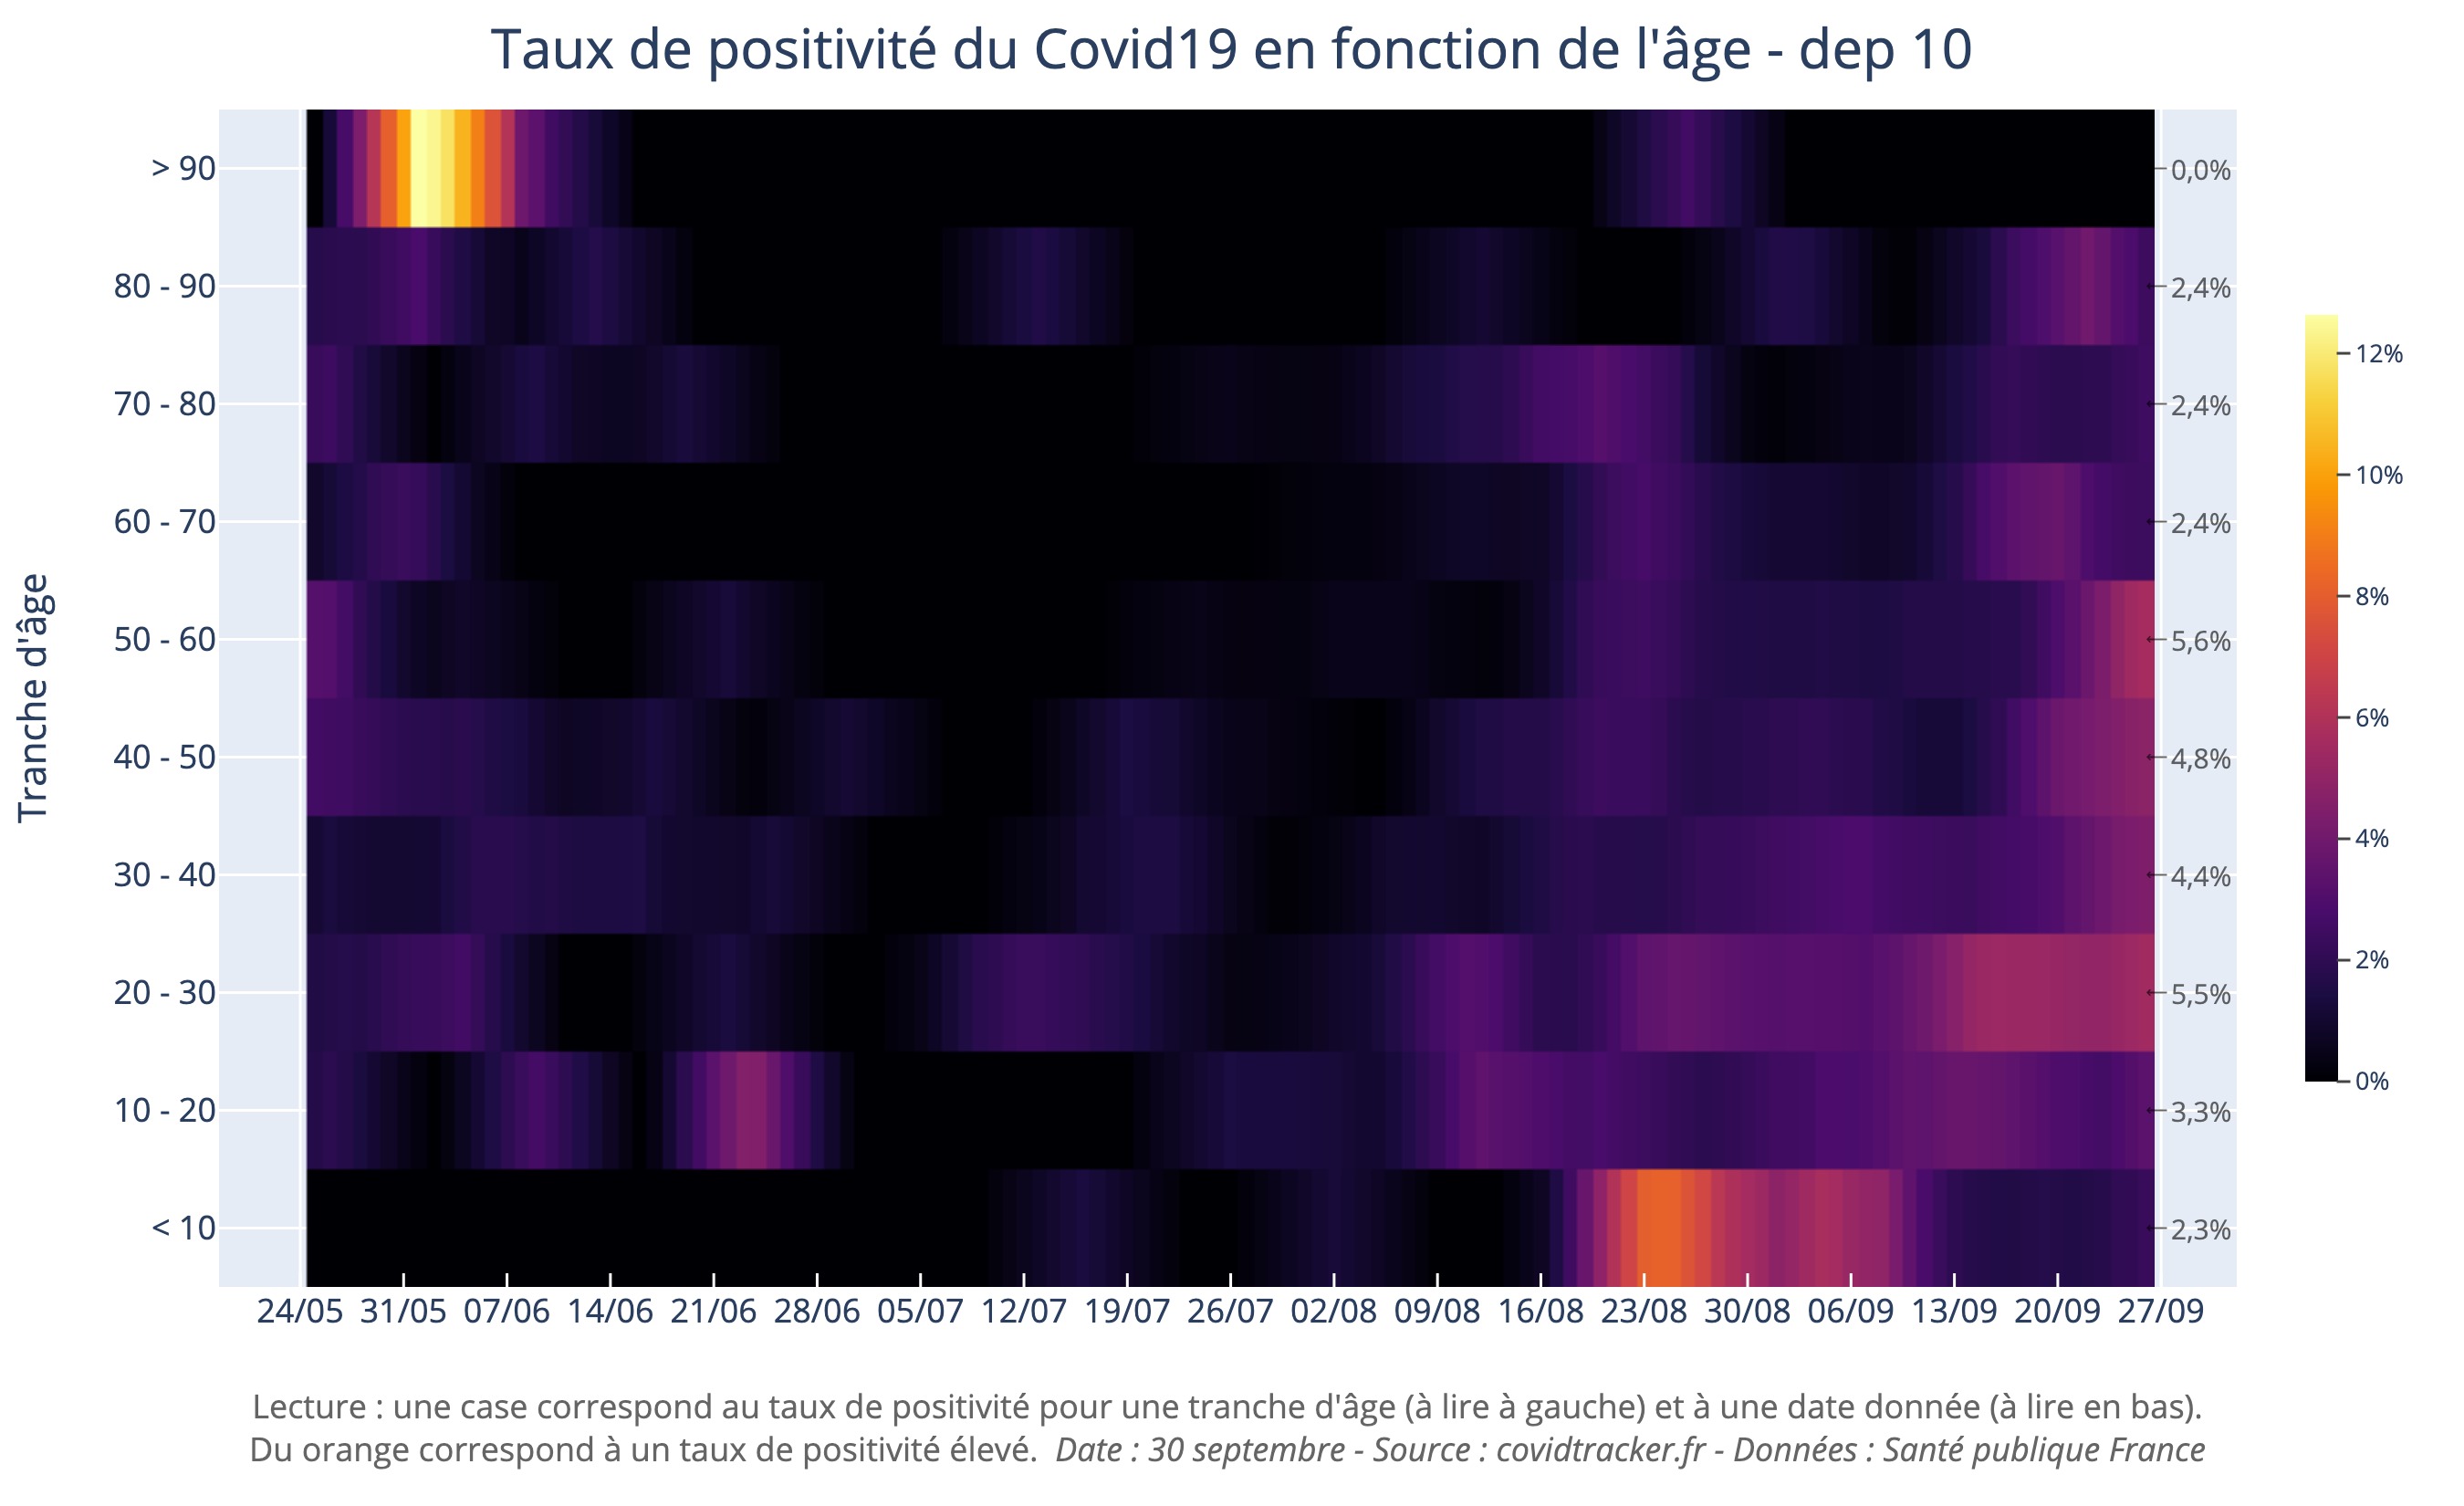 Taux de positivité du Covid19 en fonction de l'âge - dep 10
Tranche d'âge
> 90
0,0%
80 - 90
2,4%
70 - 80
2,4%
60 - 70
2,4%
50 - 60
5,6%
40 - 50
4,8%
30 - 40
4,4%
20 - 30
5,5%
10 - 20
3,3%
< 10
2,3%
12%
10%
8%
6%
4%
2%
0%
24/05 31/05 07/06 14/06 21/06 28/06 05/07 12/07 19/07 26/07 02/08 09/08 16/08 23/08 30/08 06/09 13/09 20/09 27/09
Lecture : une case correspond au taux de positivité pour une tranche d'âge (à lire à gauche) et à une date donnée (à lire en bas).
Du orange correspond à un taux de positivité élevé. Date : 30 septembre - Source : covidtracker.fr - Données : Santé publique France